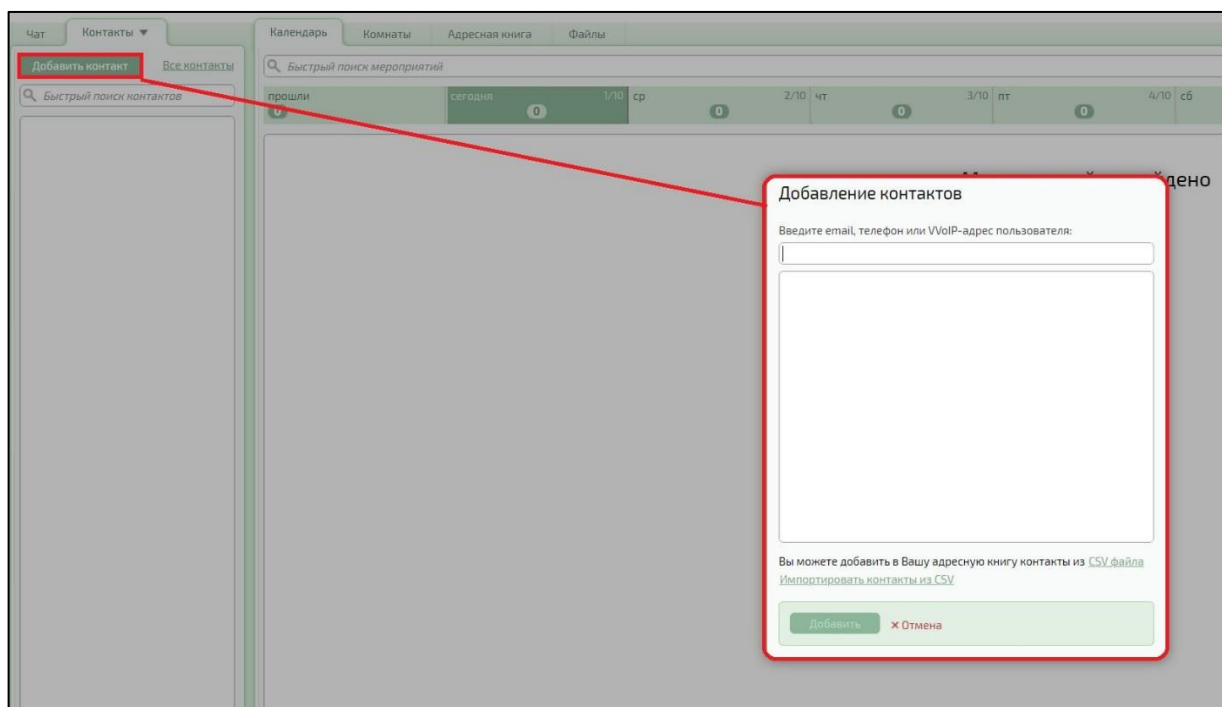 Чат
Контакты ▼
Календарь
Комнаты
Адресная книга
Файлы
Добавить контакт
Все контакты
Быстрый поиск мероприятий
Быстрый поиск контактов
прошли
0
сегодня 1/10
0
ср 2/10
0
чт 3/10
0
пт 4/10
0
сб
Добавление контактов
Введите email, телефон или VVoIP-адрес пользователя:
Вы можете добавить в Вашу адресную книгу контакты из CSV файла
Импортировать контакты из CSV
Добавить
× Отмена